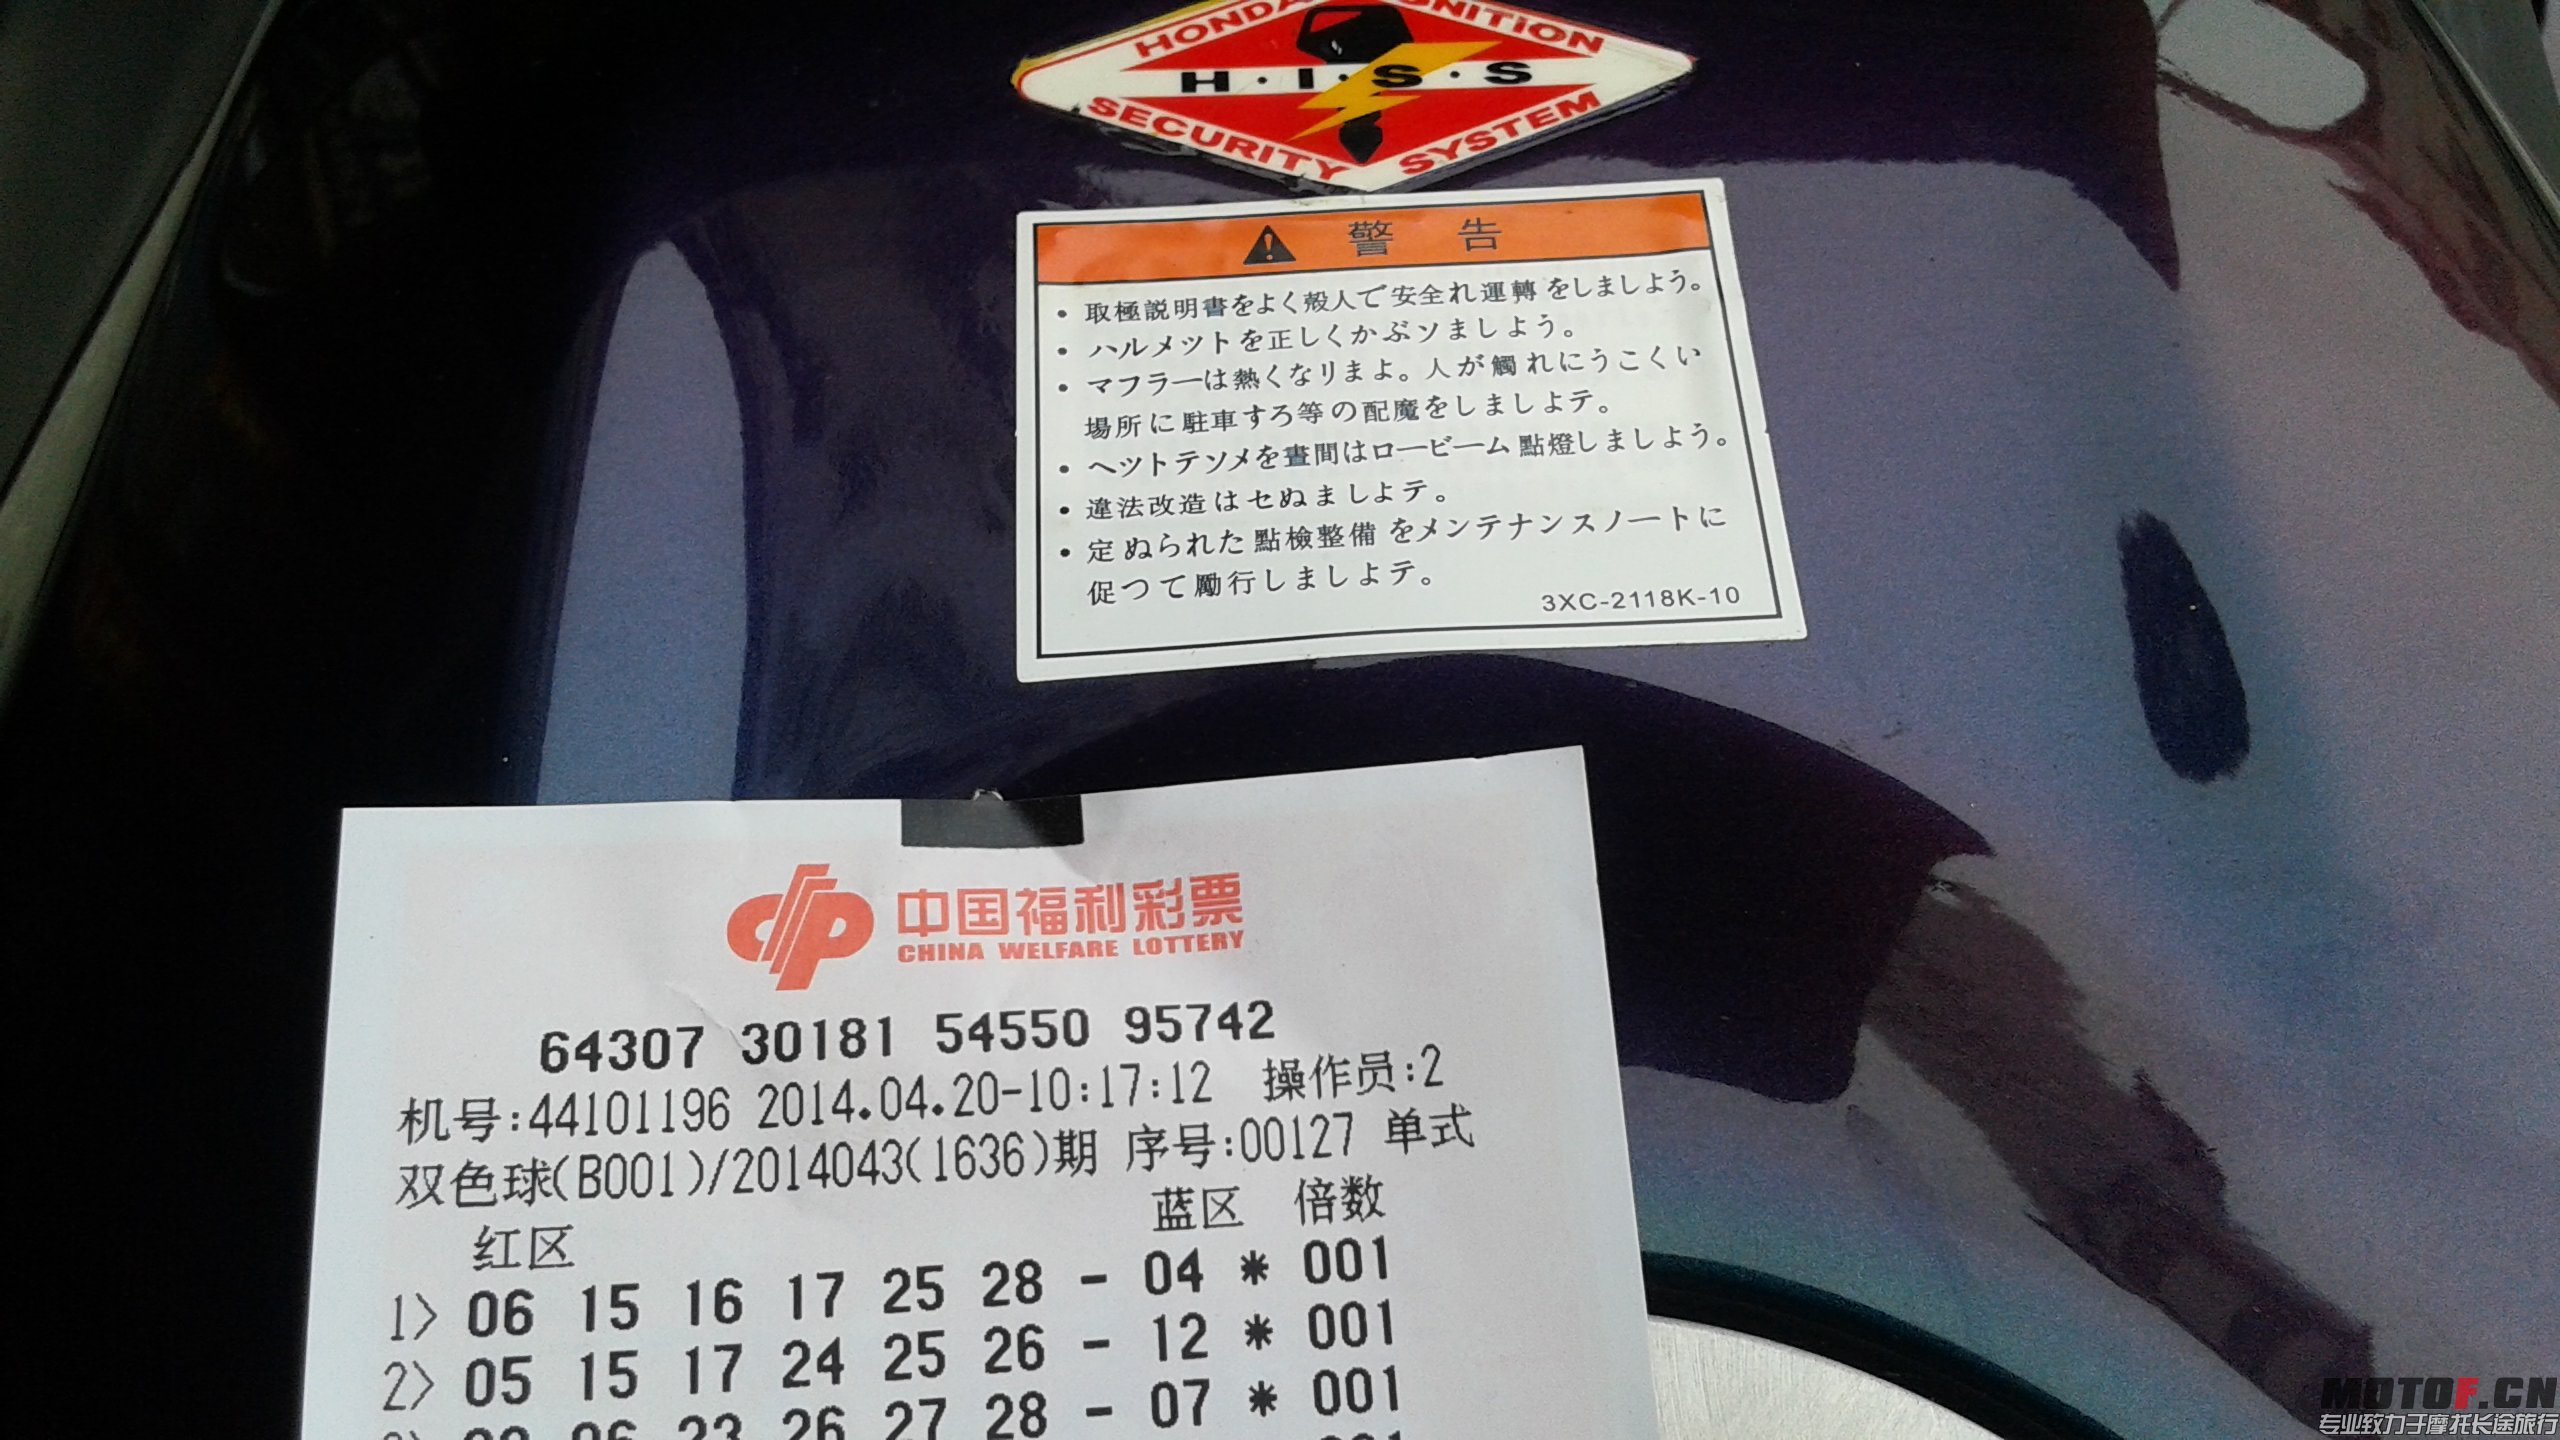 HONDA IGNITION
H·I·S·S
SECURITY SYSTEM
警 告
• 取極説明書をよく殻人で安全れ運轉をしましよう。
• ハルメツトを正しくかぶソましよう。
• マフラーは熱くなリまよ。人が觸れにうこくい
場所に駐車すろ等の配魔をしましよテ。
• ヘツトテソメを晝間はロービーム點燈しましよう。
• 違法改造はセぬましよテ。
• 定ぬられた點檢整備をメンテナンスノートに
促つて勵行しましよテ。
3XC-2118K-10
中国福利彩票
CHINA WELFARE LOTTERY
64307 30181 54550 95742
机号:44101196 2014.04.20-10:17:12 操作员:2
双色球(B001)/2014043(1636)期 序号:00127 单式
红区 蓝区 倍数
1> 06 15 16 17 25 28 - 04 * 001
2> 05 15 17 24 25 26 - 12 * 001
06 23 26 27 28 - 07 * 001
MOTOF.CN
专业致力于摩托长途旅行